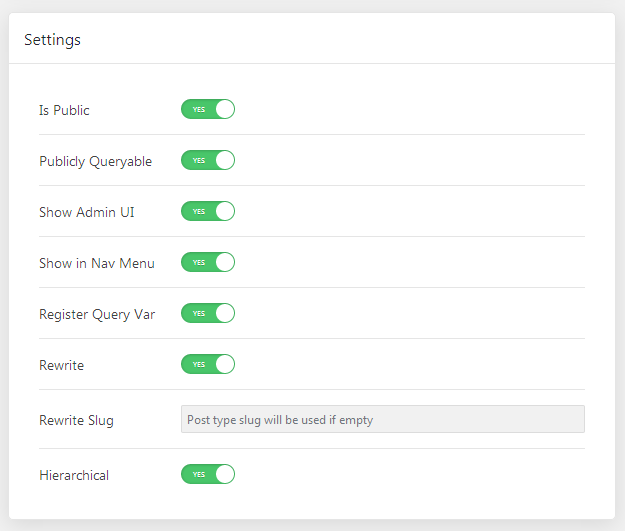 Settings
Is Public YES
Publicly Queryable YES
Show Admin UI YES
Show in Nav Menu YES
Register Query Var YES
Rewrite YES
Rewrite Slug Post type slug will be used if empty
Hierarchical YES